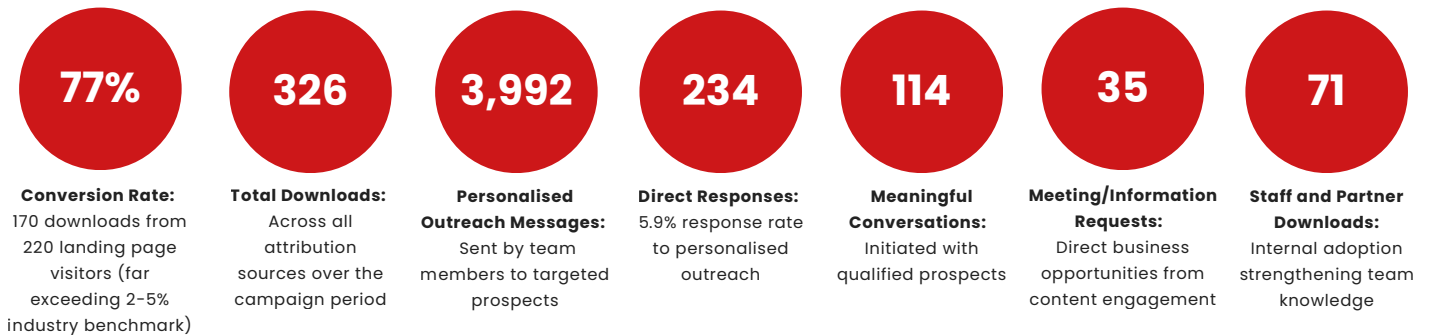 77%
Conversion Rate:
170 downloads from
220 landing page
visitors (far
exceeding 2-5%
industry benchmark)
326
Total Downloads:
Across all
attribution
sources over the
campaign period
3,992
Personalised
Outreach Messages:
Sent by team
members to targeted
prospects
234
Direct Responses:
5.9% response rate
to personalised
outreach
114
Meaningful
Conversations:
Initiated with
qualified prospects
35
Meeting/Information
Requests:
Direct business
opportunities from
content engagement
71
Staff and Partner
Downloads:
Internal adoption
strengthening team
knowledge